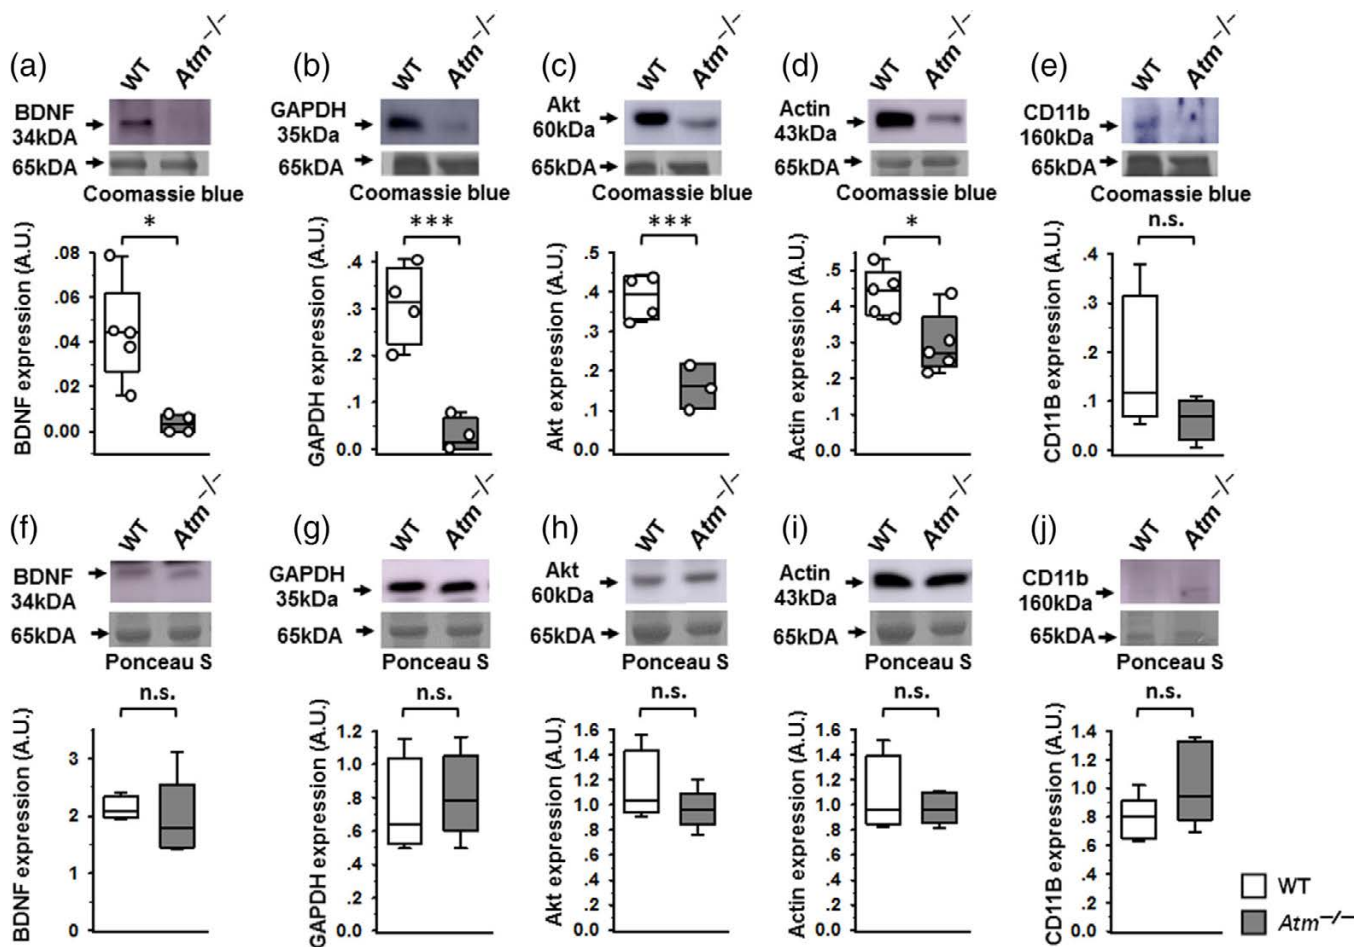 (a)
WT
Atm⁻/⁻
BDNF
34kDA
65kDA
Coomassie blue
*
BDNF expression (A.U.)
.08
.06
.04
.02
0.00
(b)
WT
Atm⁻/⁻
GAPDH
35kDa
65kDA
Coomassie blue
***
GAPDH expression (A.U.)
.4
.3
.2
.1
0.0
(c)
WT
Atm⁻/⁻
Akt
60kDa
65kDA
Coomassie blue
***
Akt expression (A.U.)
.5
.4
.3
.2
.1
0.0
(d)
WT
Atm⁻/⁻
Actin
43kDa
65kDA
Coomassie blue
*
Actin expression (A.U.)
.5
.4
.3
.2
.1
0.0
(e)
WT
Atm⁻/⁻
CD11b
160kDa
65kDA
Coomassie blue
n.s.
CD11B expression (A.U.)
.4
.3
.2
.1
0.0
(f)
WT
Atm⁻/⁻
BDNF
34kDA
65kDA
Ponceau S
n.s.
BDNF expression (A.U.)
3
2
1
0
(g)
WT
Atm⁻/⁻
GAPDH
35kDa
65kDA
Ponceau S
n.s.
GAPDH expression (A.U.)
1.2
1.0
.8
.6
.4
.2
0.0
(h)
WT
Atm⁻/⁻
Akt
60kDa
65kDA
Ponceau S
n.s.
Akt expression (A.U.)
1.6
1.4
1.2
1.0
.8
.6
.4
.2
0.0
(i)
WT
Atm⁻/⁻
Actin
43kDa
65kDA
Ponceau S
n.s.
Actin expression (A.U.)
1.6
1.4
1.2
1.0
.8
.6
.4
.2
0.0
(j)
WT
Atm⁻/⁻
CD11b
160kDa
65kDA
Ponceau S
n.s.
CD11B expression (A.U.)
1.4
1.2
1.0
.8
.6
.4
.2
0.0
WT
Atm⁻/⁻